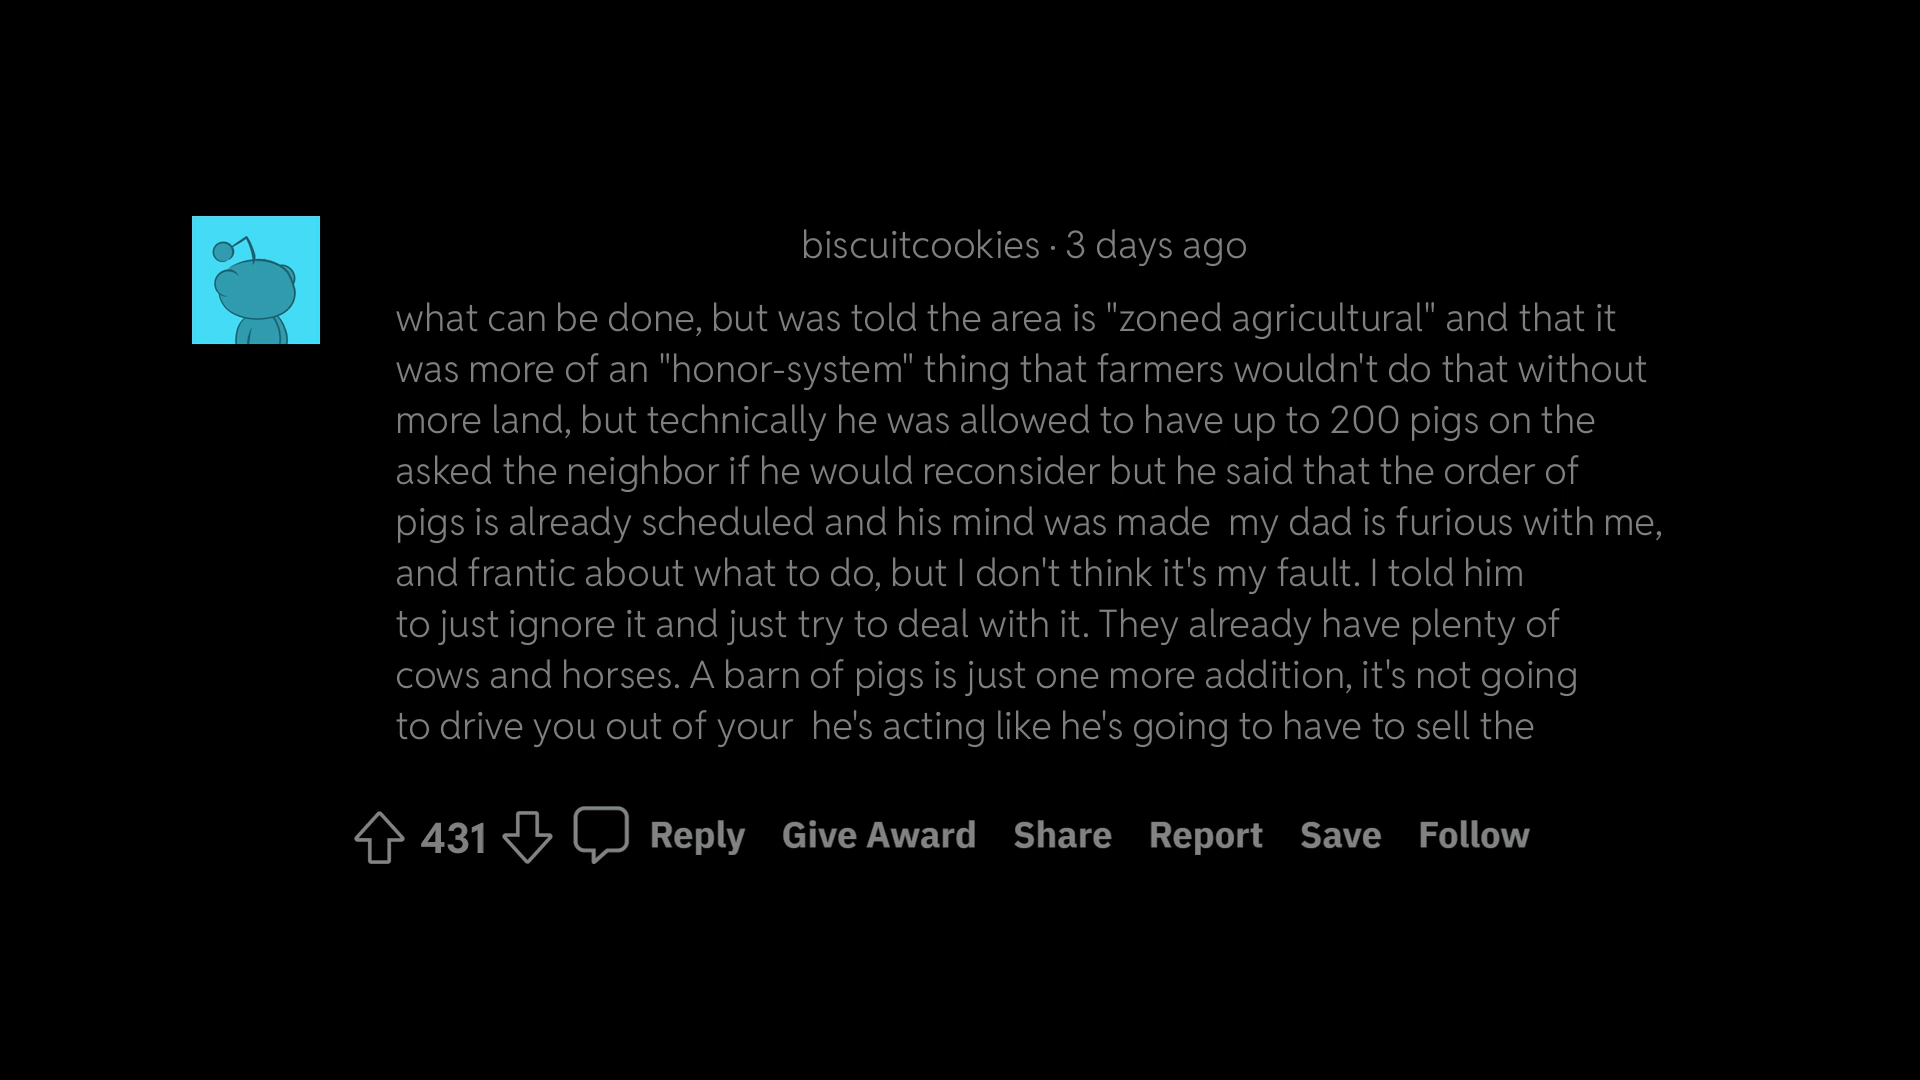 biscuitcookies · 3 days ago
what can be done, but was told the area is "zoned agricultural" and that it
was more of an "honor-system" thing that farmers wouldn't do that without
more land, but technically he was allowed to have up to 200 pigs on the
asked the neighbor if he would reconsider but he said that the order of
pigs is already scheduled and his mind was made  my dad is furious with me,
and frantic about what to do, but I don't think it's my fault. I told him
to just ignore it and just try to deal with it. They already have plenty of
cows and horses. A barn of pigs is just one more addition, it's not going
to drive you out of your  he's acting like he's going to have to sell the
431 Reply Give Award Share Report Save Follow